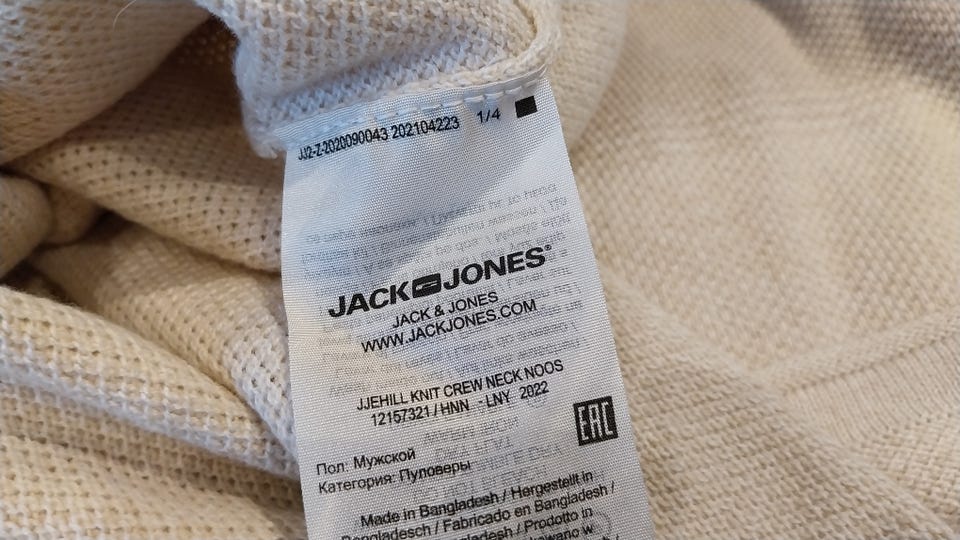 JJ2-Z-2020090043 202104223 1/4
JACK JONES®
JACK & JONES
WWW.JACKJONES.COM
JJEHILL KNIT CREW NECK NOOS
12157321 / HNN - LNY 2022
EAC
Пол: Мужской
Категория: Пуловеры
Made in Bangladesh / Hergestellt in
Bangladesch / Fabricado en Bangladesh /
Bangladesh / Prodotto in